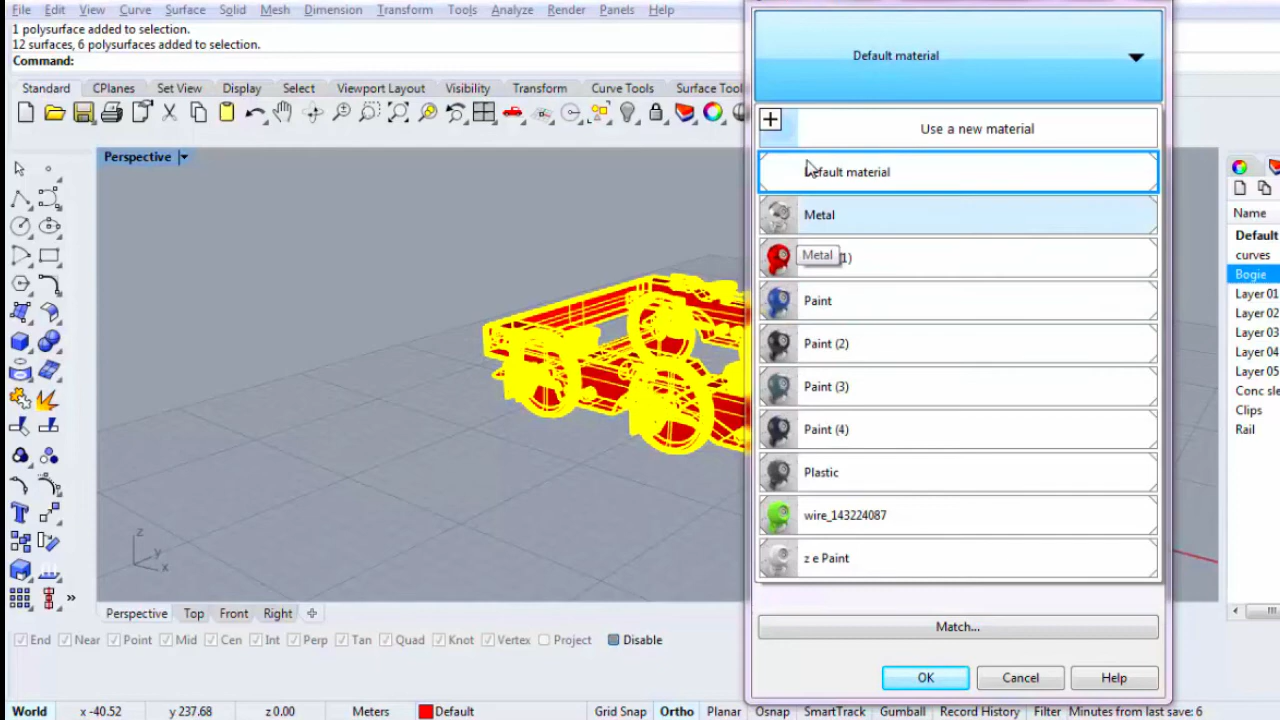 File Edit View Curve Surface Solid Mesh Dimension Transform Tools Analyze Render Panels Help
1 polysurface added to selection.
12 surfaces, 6 polysurfaces added to selection.
Command:
Standard CPlanes Set View Display Select Viewport Layout Visibility Transform Curve Tools Surface Tools
Perspective
z
y
x
Perspective Top Front Right
End Near Point Mid Cen Int Perp Tan Quad Knot Vertex Project Disable
World x -40.52 y 237.68 z 0.00 Meters Default Grid Snap Ortho Planar Osnap SmartTrack Gumball Record History Filter Minutes from last save: 6
Default material
Use a new material
Default material
Metal
Metal
1)
Paint
Paint (2)
Paint (3)
Paint (4)
Plastic
wire_143224087
z e Paint
Match...
OK Cancel Help
Name
Default
curves
Bogie
Layer 01
Layer 02
Layer 03
Layer 04
Layer 05
Conc sle
Clips
Rail